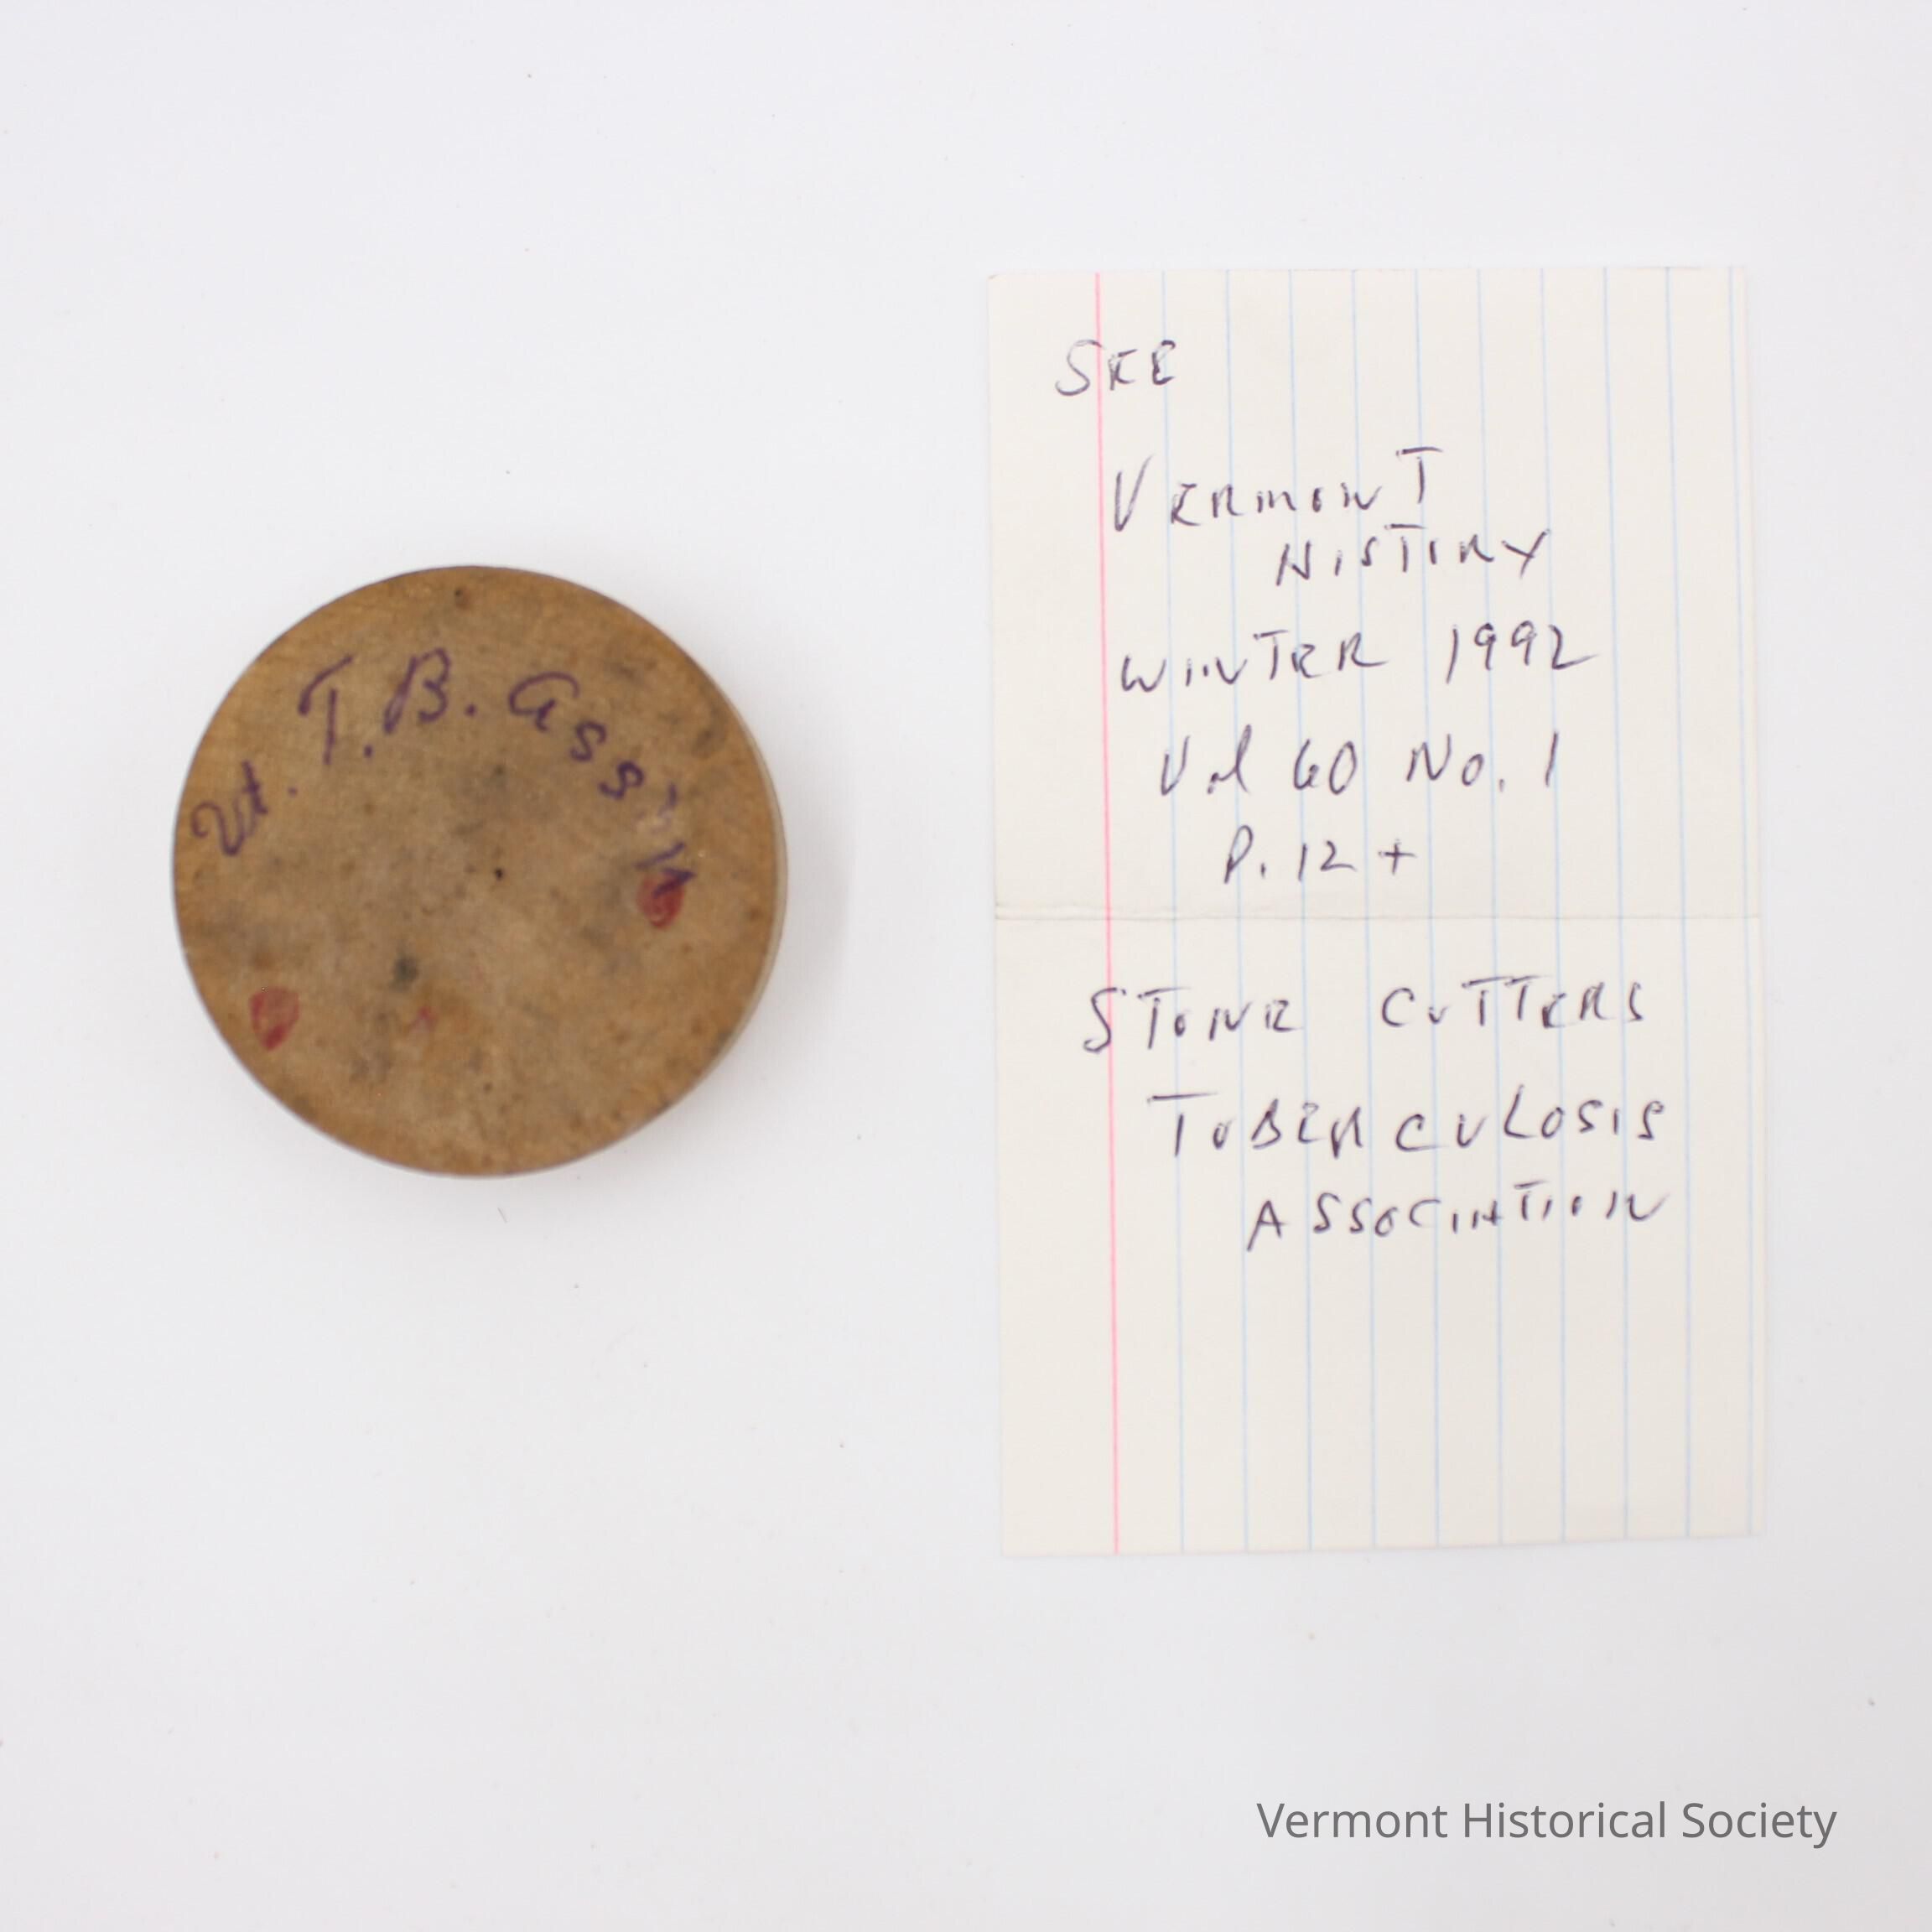 Vt. T.B. Ass'n
SEE
VERMONT
HISTORY
WINTER 1992
Vol 60 No. 1
P. 12 +
STONE CUTTERS
TUBERCULOSIS
ASSOCIATION
Vermont Historical Society